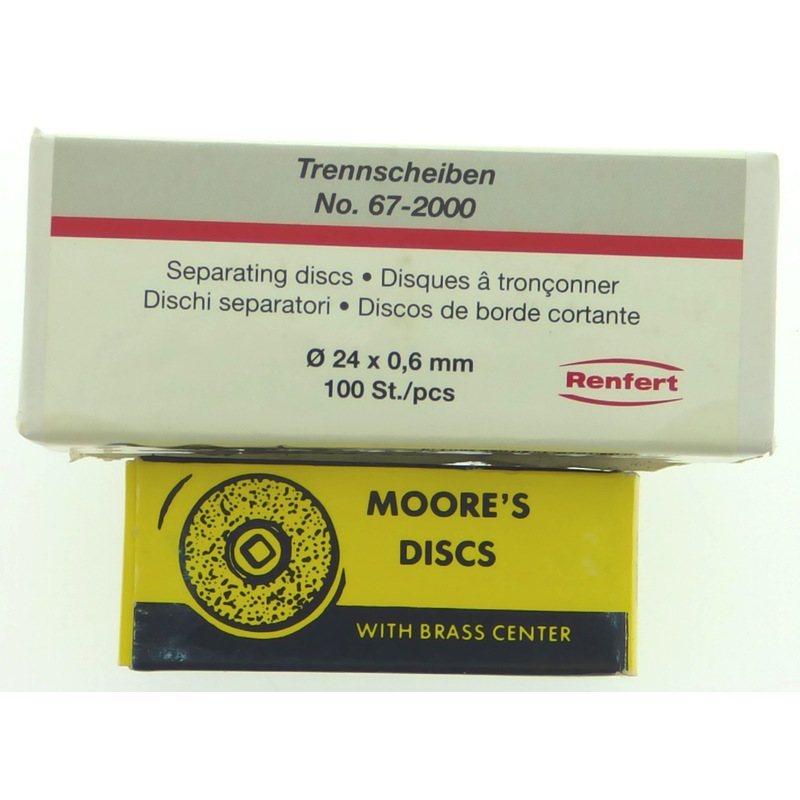 Trennscheiben
No. 67-2000
Separating discs • Disques â tronçonner
Dischi separatori • Discos de borde cortante
Ø 24 x 0,6 mm
100 St./pcs
Renfert
MOORE'S
DISCS
WITH BRASS CENTER